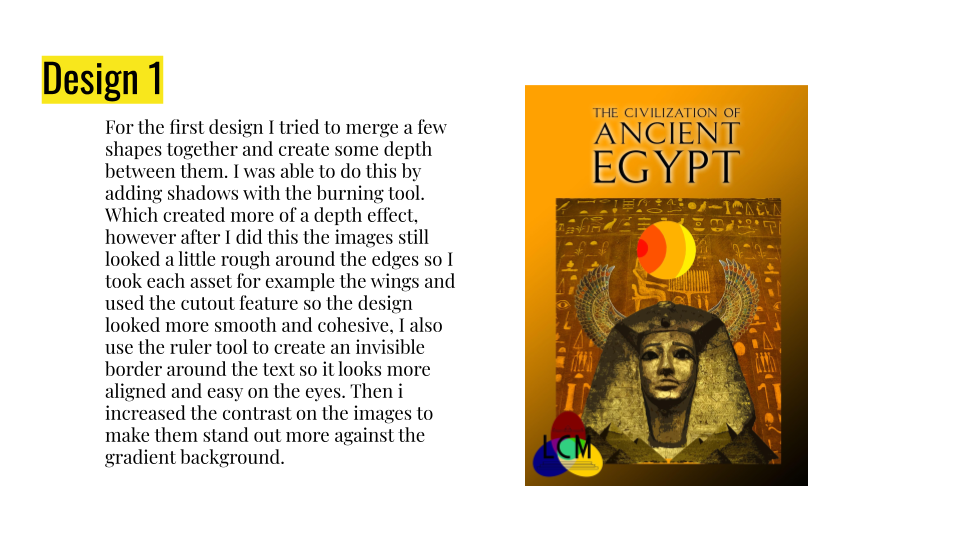 Design 1
For the first design I tried to merge a few
shapes together and create some depth
between them. I was able to do this by
adding shadows with the burning tool.
Which created more of a depth effect,
however after I did this the images still
looked a little rough around the edges so I
took each asset for example the wings and
used the cutout feature so the design
looked more smooth and cohesive, I also
use the ruler tool to create an invisible
border around the text so it looks more
aligned and easy on the eyes. Then i
increased the contrast on the images to
make them stand out more against the
gradient background.
THE CIVILIZATION OF
ANCIENT
EGYPT
LCM